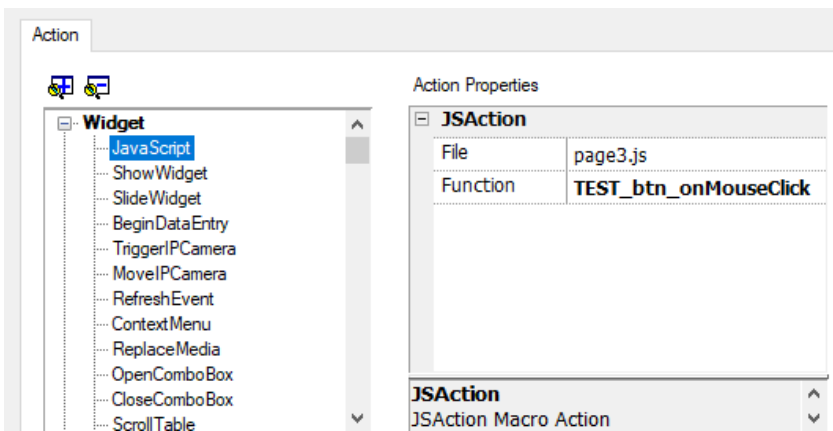 Action
Action Properties
Widget
JavaScript
ShowWidget
SlideWidget
BeginDataEntry
TriggerIPCamera
MoveIPCamera
RefreshEvent
ContextMenu
ReplaceMedia
OpenComboBox
CloseComboBox
ScrollTable
JSAction
File page3.js
Function TEST_btn_onMouseClick
JSAction
JSAction Macro Action